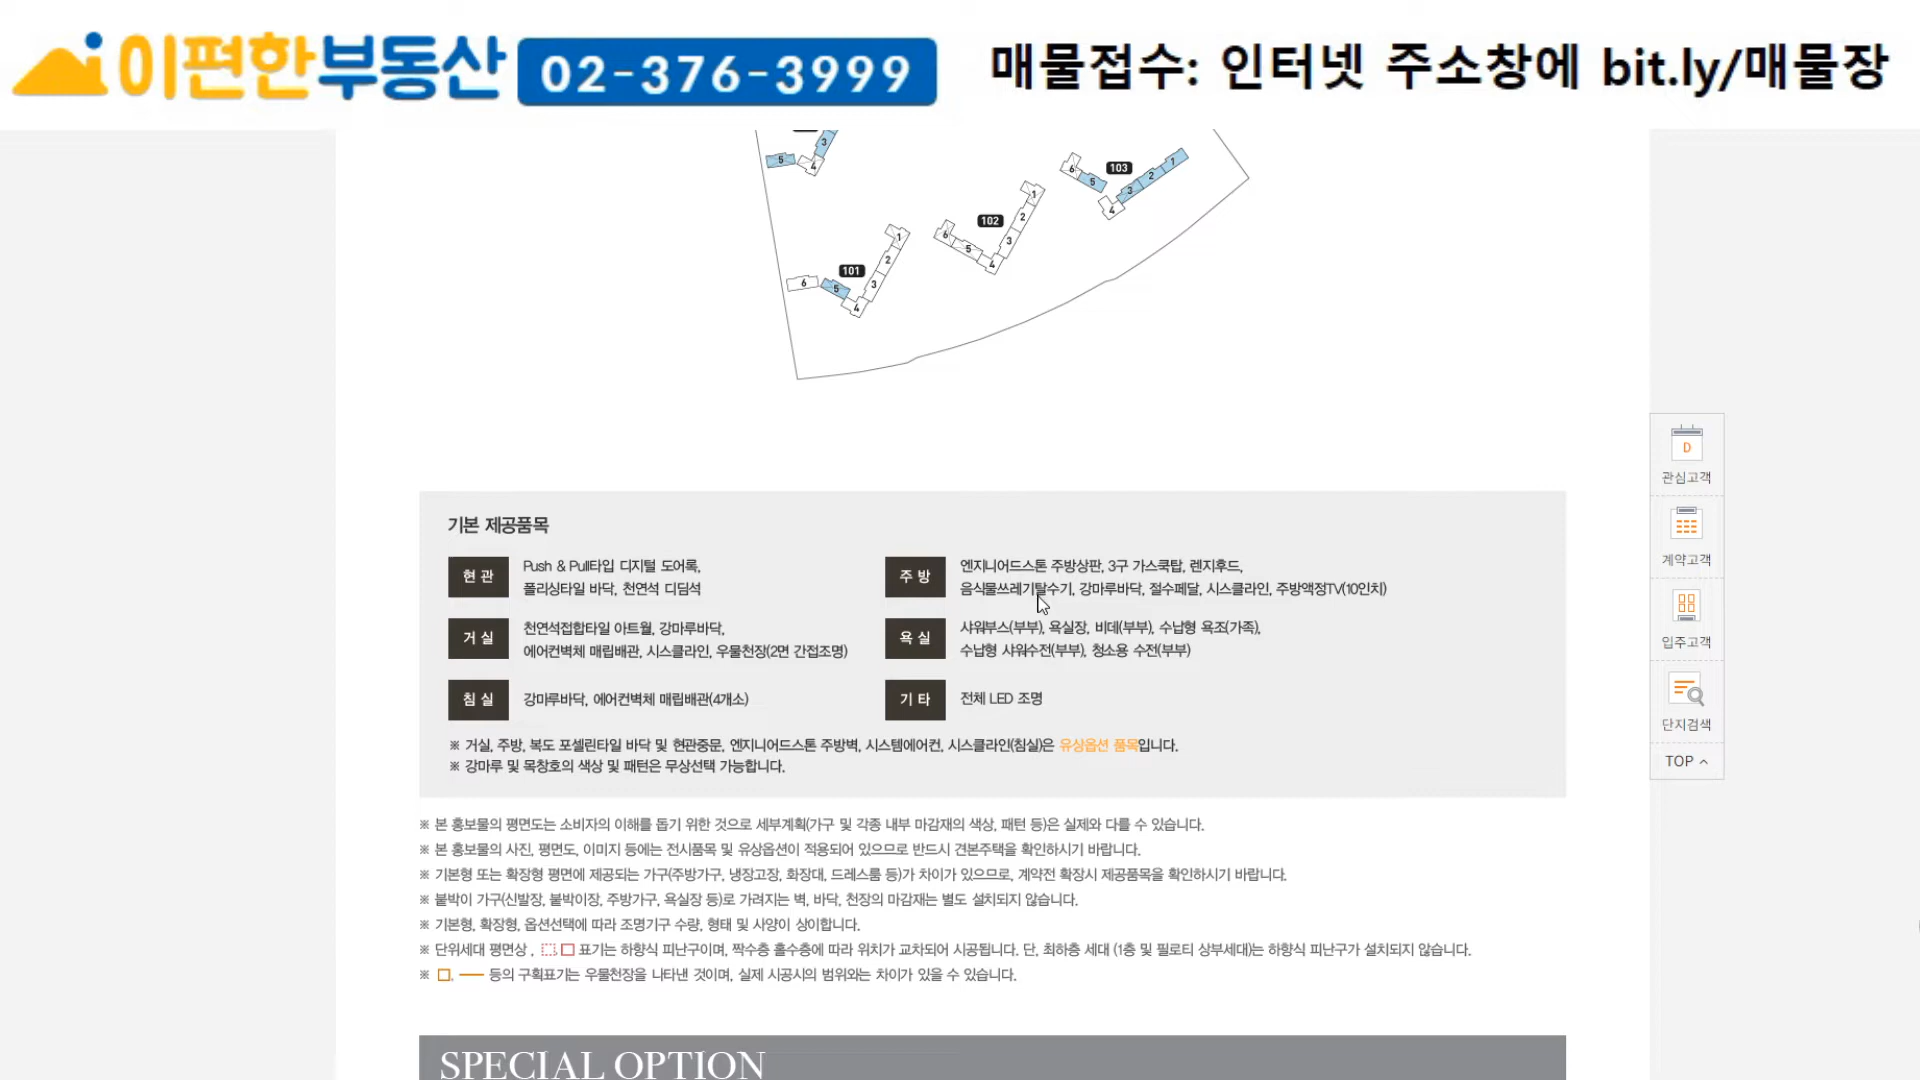 이편한부동산 02-376-3999 매물접수: 인터넷 주소창에 bit.ly/매물장
3
5
4
6
103
1
5
2
3
4
1
102
2
6
5
3
4
1
101
2
6
5
3
4
D
관심고객
계약고객
입주고객
단지검색
TOP
기본 제공품목
현 관
Push & Pull타입 디지털 도어록,
폴리싱타일 바닥, 천연석 디딤석
주 방
엔지니어드스톤 주방상판, 3구 가스쿡탑, 렌지후드,
음식물쓰레기탈수기, 강마루바닥, 절수페달, 시스클라인, 주방액정TV(10인치)
거 실
천연석접합타일 아트월, 강마루바닥,
에어컨벽체 매립배관, 시스클라인, 우물천장(2면 간접조명)
욕 실
샤워부스(부부), 욕실장, 비데(부부), 수납형 욕조(가족),
수납형 샤워수전(부부), 청소용 수전(부부)
침 실
강마루바닥, 에어컨벽체 매립배관(4개소)
기 타
전체 LED 조명
※ 거실, 주방, 복도 포셀린타일 바닥 및 현관중문, 엔지니어드스톤 주방벽, 시스템에어컨, 시스클라인(침실)은 유상옵션 품목입니다.
※ 강마루 및 목창호의 색상 및 패턴은 무상선택 가능합니다.
※ 본 홍보물의 평면도는 소비자의 이해를 돕기 위한 것으로 세부계획(가구 및 각종 내부 마감재의 색상, 패턴 등)은 실제와 다를 수 있습니다.
※ 본 홍보물의 사진, 평면도, 이미지 등에는 전시품목 및 유상옵션이 적용되어 있으므로 반드시 견본주택을 확인하시기 바랍니다.
※ 기본형 또는 확장형 평면에 제공되는 가구(주방가구, 냉장고장, 화장대, 드레스룸 등)가 차이가 있으므로, 계약전 확장시 제공품목을 확인하시기 바랍니다.
※ 붙박이 가구(신발장, 붙박이장, 주방가구, 욕실장 등)로 가려지는 벽, 바닥, 천장의 마감재는 별도 설치되지 않습니다.
※ 기본형, 확장형, 옵션선택에 따라 조명기구 수량, 형태 및 사양이 상이합니다.
※ 단위세대 평면상 , 표기는 하향식 피난구이며, 짝수층 홀수층에 따라 위치가 교차되어 시공됩니다. 단, 최하층 세대 (1층 및 필로티 상부세대)는 하향식 피난구가 설치되지 않습니다.
※ 등의 구획표기는 우물천장을 나타낸 것이며, 실제 시공시의 범위와는 차이가 있을 수 있습니다.
SPECIAL OPTION